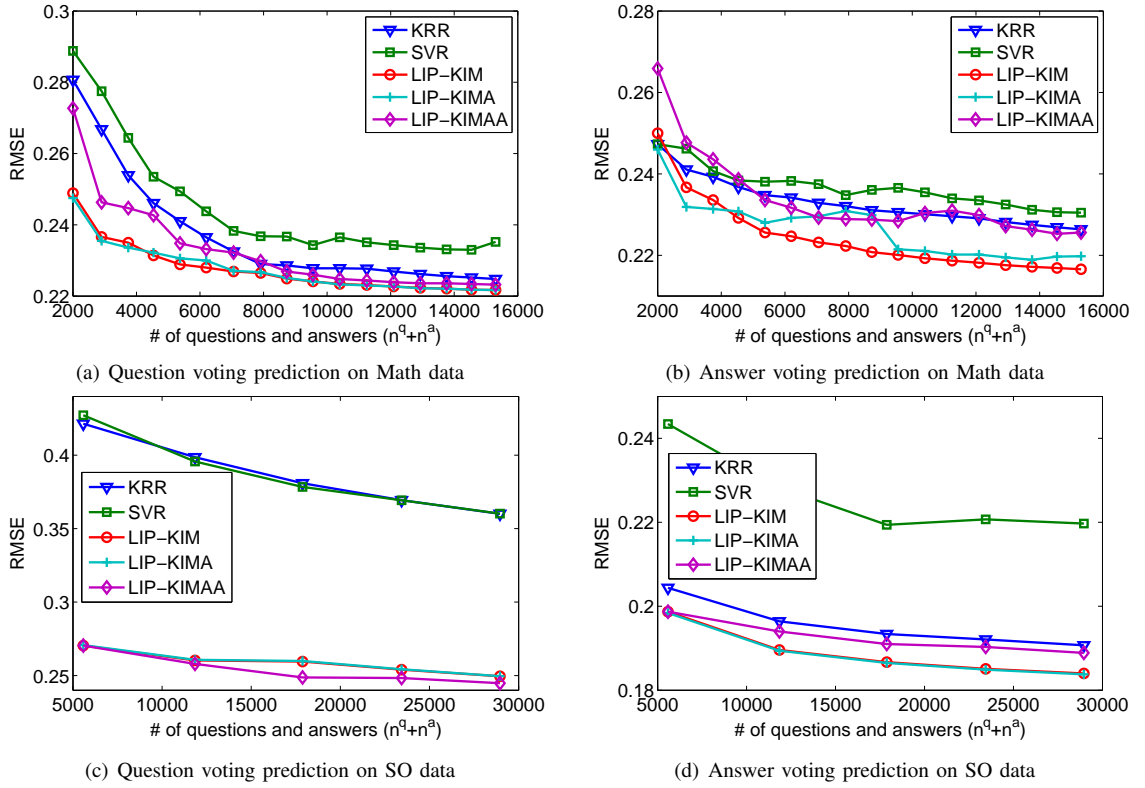 0.3
0.28
0.26
0.24
0.22
RMSE
2000 4000 6000 8000 10000 12000 14000 16000
# of questions and answers (n^q+n^a)
KRR
SVR
LIP−KIM
LIP−KIMA
LIP−KIMAA
(a) Question voting prediction on Math data
0.28
0.26
0.24
0.22
RMSE
2000 4000 6000 8000 10000 12000 14000 16000
# of questions and answers (n^q+n^a)
KRR
SVR
LIP−KIM
LIP−KIMA
LIP−KIMAA
(b) Answer voting prediction on Math data
0.4
0.35
0.3
0.25
RMSE
5000 10000 15000 20000 25000 30000
# of questions and answers (n^q+n^a)
KRR
SVR
LIP−KIM
LIP−KIMA
LIP−KIMAA
(c) Question voting prediction on SO data
0.24
0.22
0.2
0.18
RMSE
5000 10000 15000 20000 25000 30000
# of questions and answers (n^q+n^a)
KRR
SVR
LIP−KIM
LIP−KIMA
LIP−KIMAA
(d) Answer voting prediction on SO data